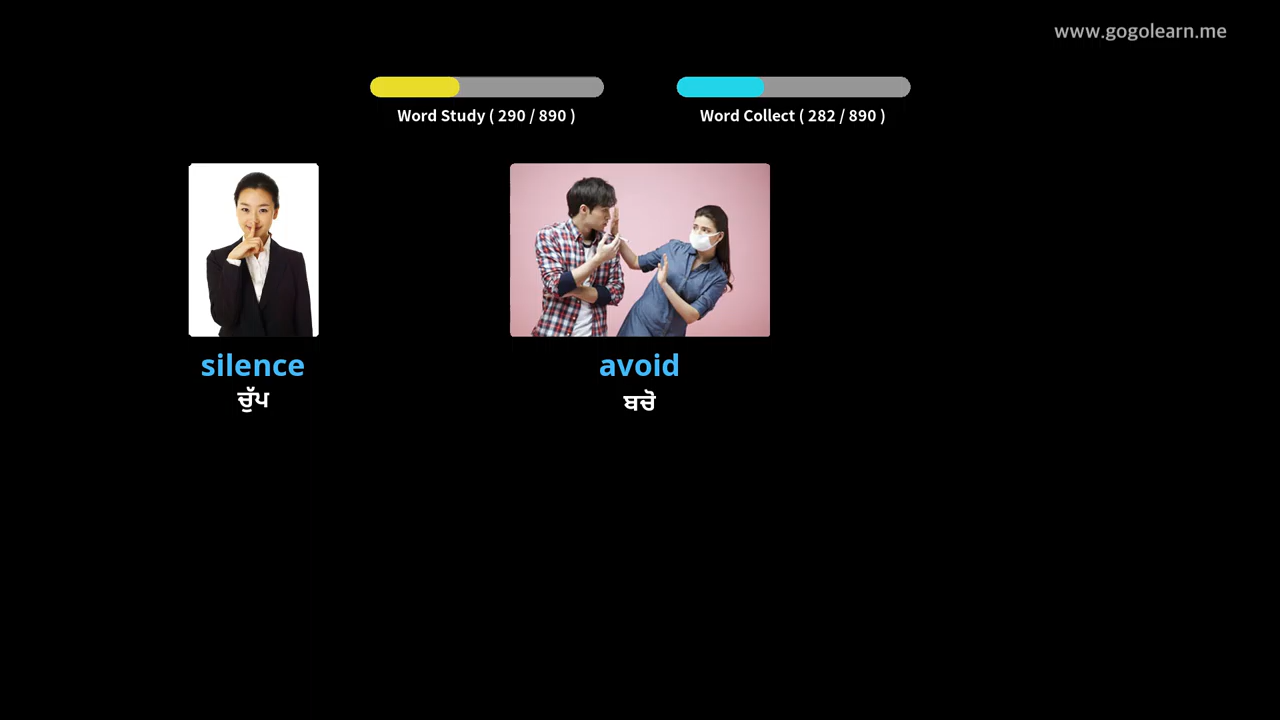 www.gogolearn.me
Word Study ( 290 / 890 )
Word Collect ( 282 / 890 )
silence
ਚੁੱਪ
avoid
ਬਚੋ